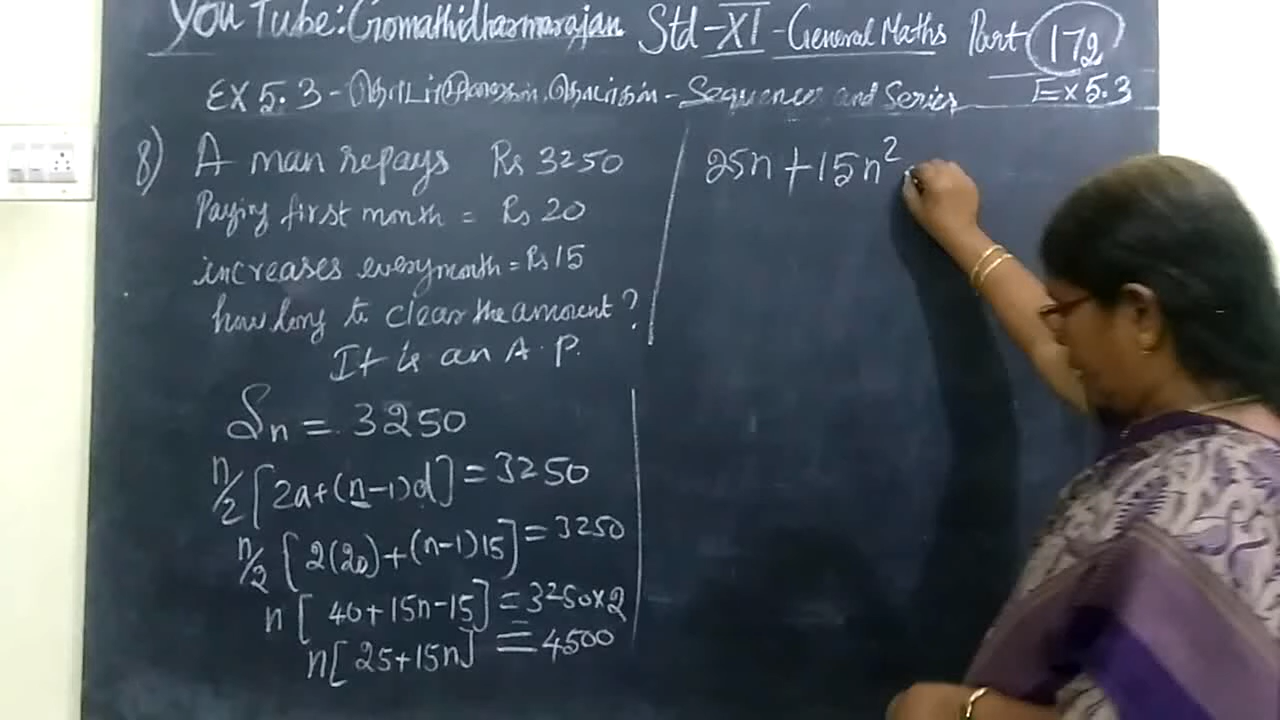 YouTube: Gomathidharmarajan Std-XI - General Maths Part 172
EX 5.3 - - Sequences and Series Ex 5.3
8) A man repays Rs 3250
Paying first month = Rs 20
increases every month = Rs 15
how long to clear the amount?
It is an A.P.
Sn = 3250
n/2 [2a+(n-1)d] = 3250
n/2 [2(20)+(n-1)15] = 3250
n[40+15n-15] = 3250×2
n[25+15n] = 4500
25n+15n²